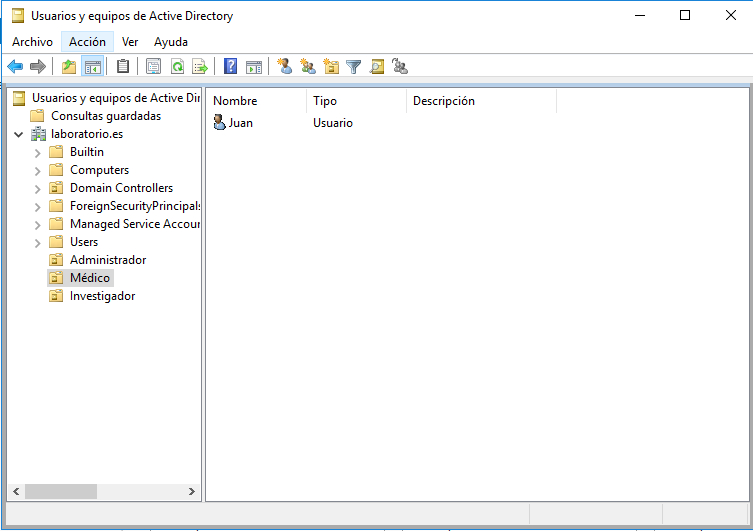 Usuarios y equipos de Active Directory
Archivo Acción Ver Ayuda
Usuarios y equipos de Active Dir
Consultas guardadas
laboratorio.es
Builtin
Computers
Domain Controllers
ForeignSecurityPrincipals
Managed Service Accour
Users
Administrador
Médico
Investigador
Nombre Tipo Descripción
Juan Usuario